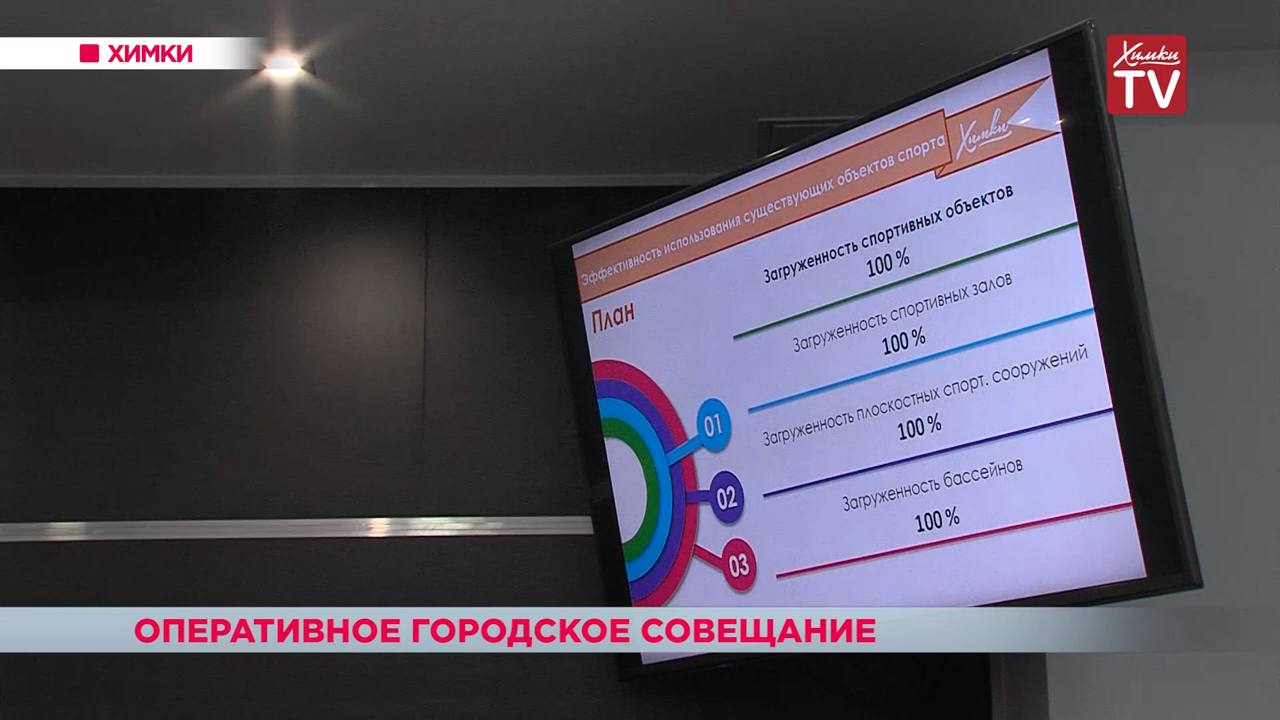 ХИМКИ
Химки
TV
Эффективность использования существующих объектов спорта
Химки
План
Загруженность спортивных объектов
100 %
Загруженность спортивных залов
100 %
Загруженность плоскостных спорт. сооружений
100 %
Загруженность бассейнов
100 %
01
02
03
ОПЕРАТИВНОЕ ГОРОДСКОЕ СОВЕЩАНИЕ